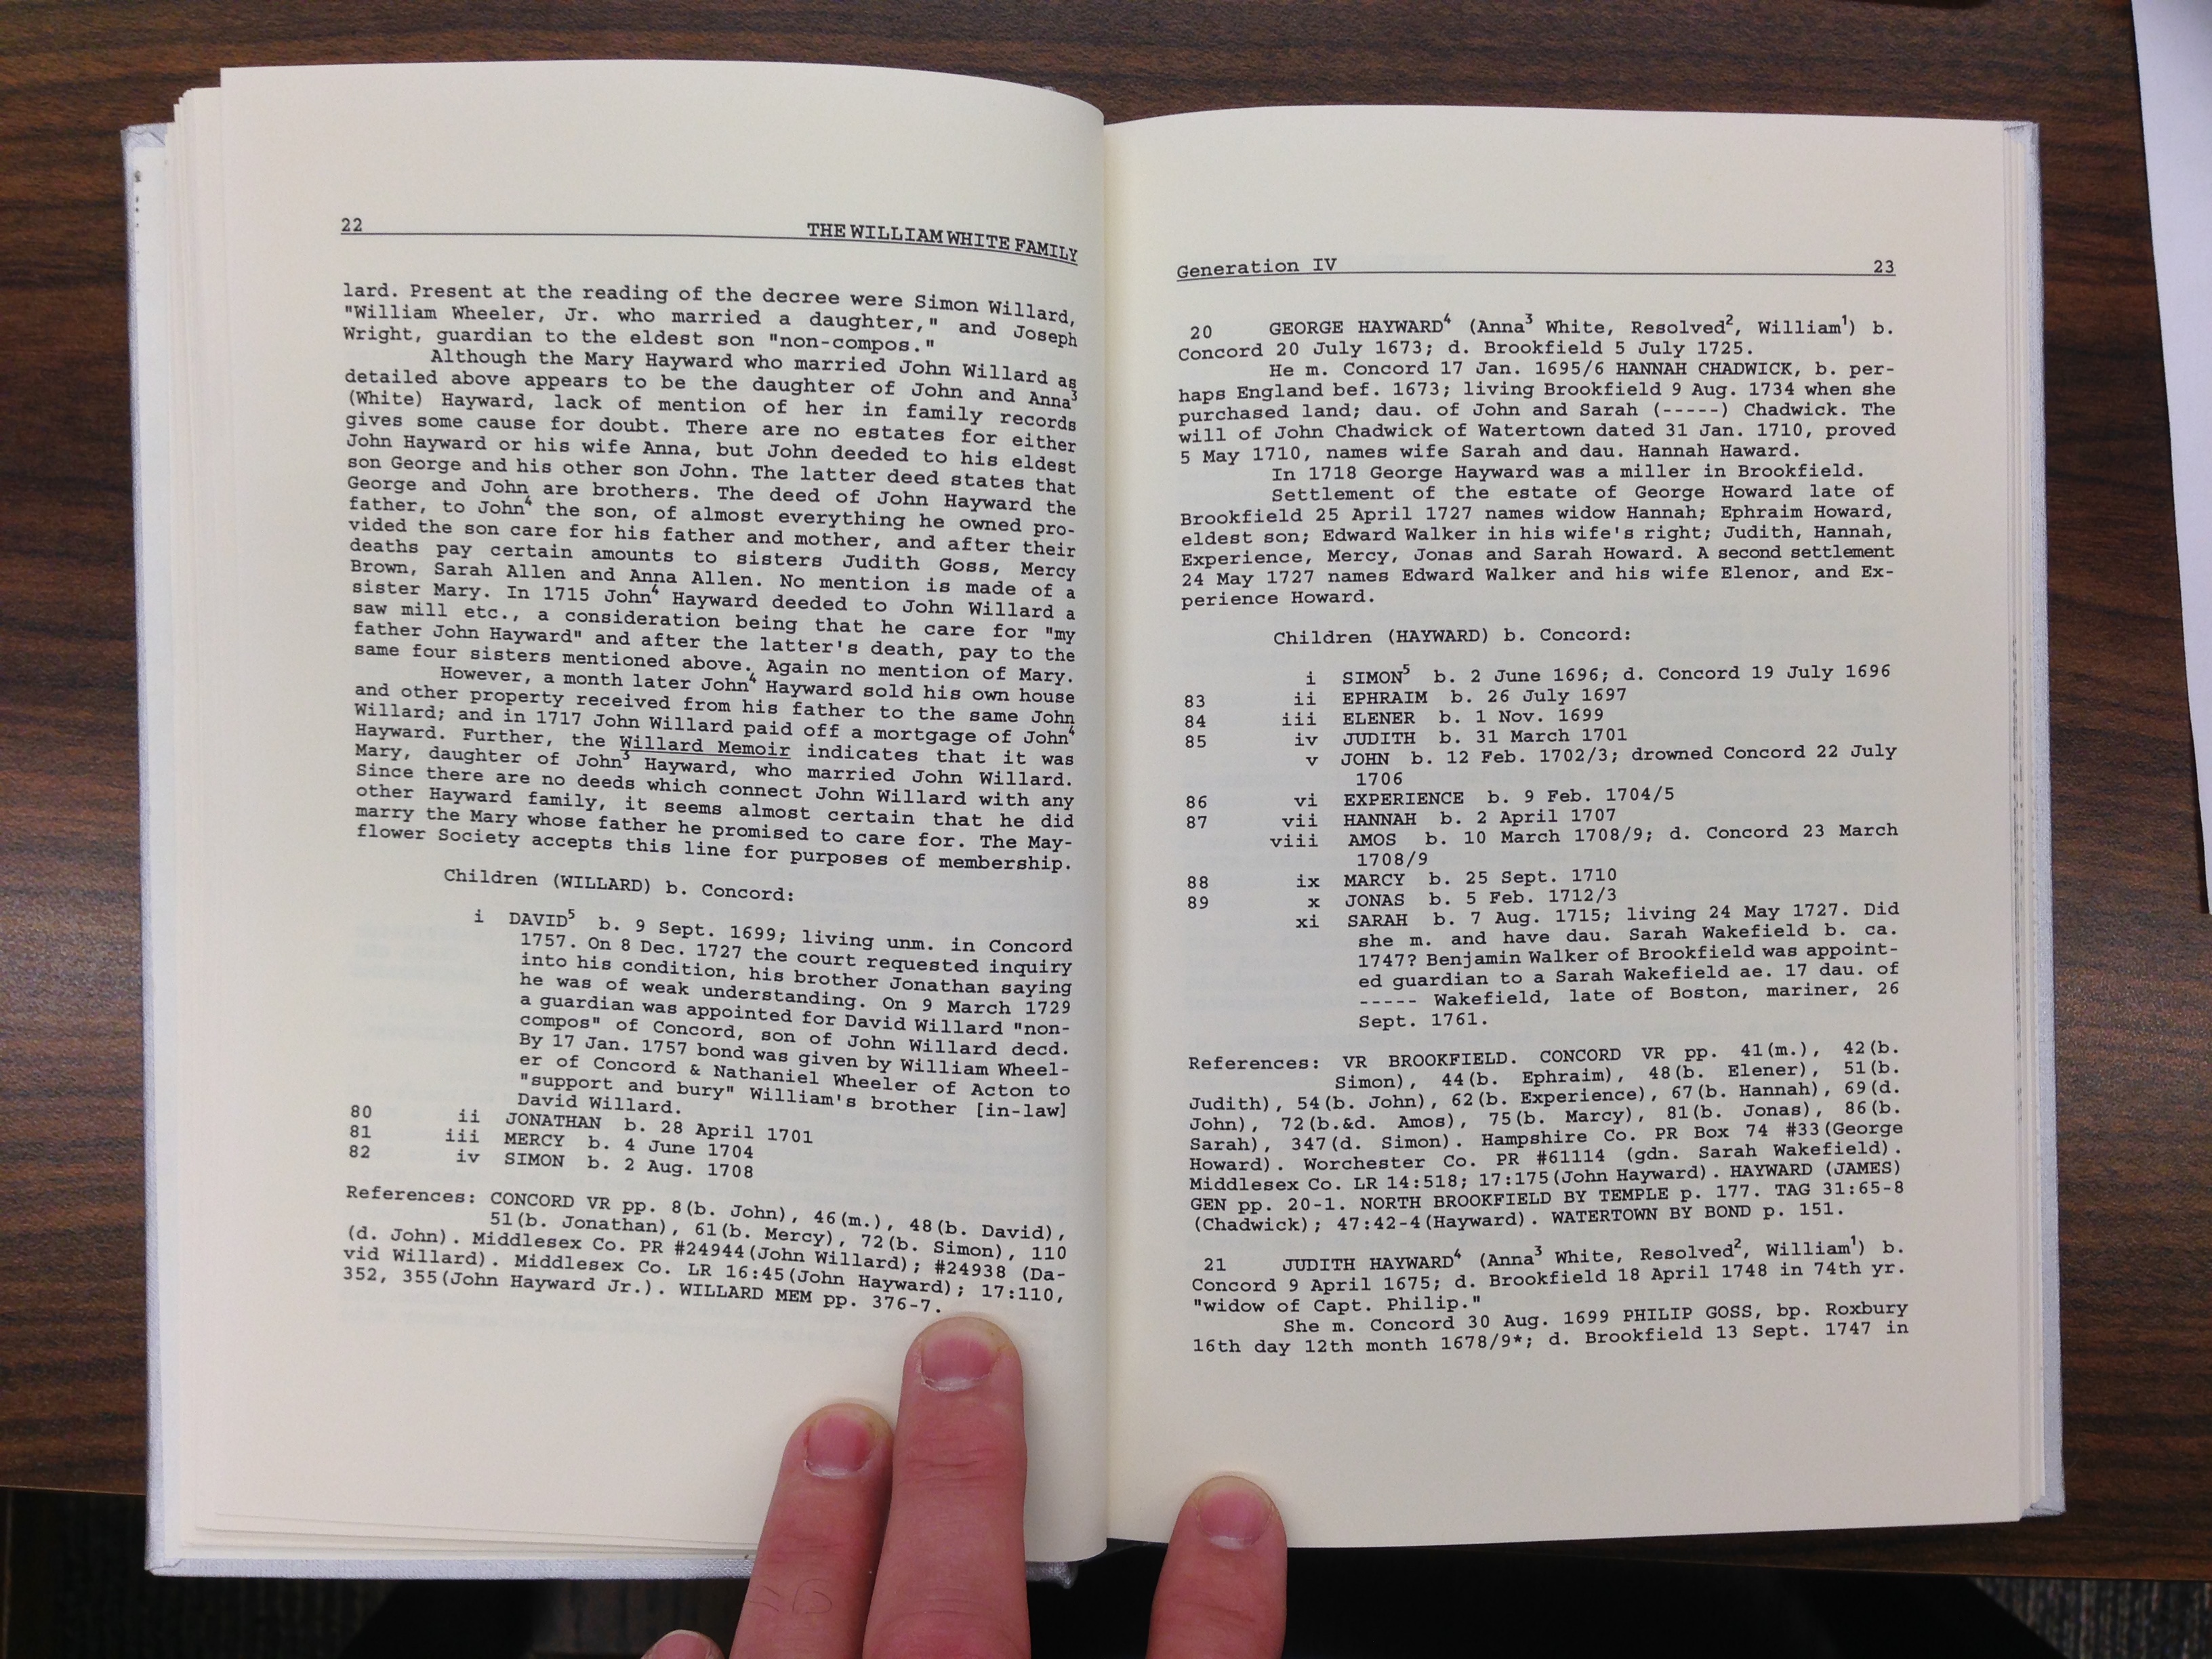 22 THE WILLIAM WHITE FAMILY
lard. Present at the reading of the decree were Simon Willard,
"William Wheeler, Jr. who married a daughter," and Joseph
Wright, guardian to the eldest son "non-compos."
Although the Mary Hayward who married John Willard as
detailed above appears to be the daughter of John and Anna³
(White) Hayward, lack of mention of her in family records
gives some cause for doubt. There are no estates for either
John Hayward or his wife Anna, but John deeded to his eldest
son George and his other son John. The latter deed states that
George and John are brothers. The deed of John Hayward the
father, to John⁴ the son, of almost everything he owned pro-
vided the son care for his father and mother, and after their
deaths pay certain amounts to sisters Judith Goss, Mercy
Brown, Sarah Allen and Anna Allen. No mention is made of a
sister Mary. In 1715 John⁴ Hayward deeded to John Willard a
saw mill etc., a consideration being that he care for "my
father John Hayward" and after the latter's death, pay to the
same four sisters mentioned above. Again no mention of Mary.
However, a month later John⁴ Hayward sold his own house
and other property received from his father to the same John
Willard; and in 1717 John Willard paid off a mortgage of John⁴
Hayward. Further, the Willard Memoir indicates that it was
Mary, daughter of John³ Hayward, who married John Willard.
Since there are no deeds which connect John Willard with any
other Hayward family, it seems almost certain that he did
marry the Mary whose father he promised to care for. The May-
flower Society accepts this line for purposes of membership.
Children (WILLARD) b. Concord:
i DAVID⁵ b. 9 Sept. 1699; living unm. in Concord
1757. On 8 Dec. 1727 the court requested inquiry
into his condition, his brother Jonathan saying
he was of weak understanding. On 9 March 1729
a guardian was appointed for David Willard "non-
compos" of Concord, son of John Willard decd.
By 17 Jan. 1757 bond was given by William Wheel-
er of Concord & Nathaniel Wheeler of Acton to
"support and bury" William's brother [in-law]
David Willard.
80 ii JONATHAN b. 28 April 1701
81 iii MERCY b. 4 June 1704
82 iv SIMON b. 2 Aug. 1708
References: CONCORD VR pp. 8(b. John), 46(m.), 48(b. David),
51(b. Jonathan), 61(b. Mercy), 72(b. Simon), 110
(d. John). Middlesex Co. PR #24944(John Willard); #24938 (Da-
vid Willard). Middlesex Co. LR 16:45(John Hayward); 17:110,
352, 355(John Hayward Jr.). WILLARD MEM pp. 376-7.
Generation IV 23
20 GEORGE HAYWARD⁴ (Anna³ White, Resolved², William¹) b.
Concord 20 July 1673; d. Brookfield 5 July 1725.
He m. Concord 17 Jan. 1695/6 HANNAH CHADWICK, b. per-
haps England bef. 1673; living Brookfield 9 Aug. 1734 when she
purchased land; dau. of John and Sarah (-----) Chadwick. The
will of John Chadwick of Watertown dated 31 Jan. 1710, proved
5 May 1710, names wife Sarah and dau. Hannah Haward.
In 1718 George Hayward was a miller in Brookfield.
Settlement of the estate of George Howard late of
Brookfield 25 April 1727 names widow Hannah; Ephraim Howard,
eldest son; Edward Walker in his wife's right; Judith, Hannah,
Experience, Mercy, Jonas and Sarah Howard. A second settlement
24 May 1727 names Edward Walker and his wife Elenor, and Ex-
perience Howard.
Children (HAYWARD) b. Concord:
i SIMON⁵ b. 2 June 1696; d. Concord 19 July 1696
83 ii EPHRAIM b. 26 July 1697
84 iii ELENER b. 1 Nov. 1699
85 iv JUDITH b. 31 March 1701
v JOHN b. 12 Feb. 1702/3; drowned Concord 22 July
1706
86 vi EXPERIENCE b. 9 Feb. 1704/5
87 vii HANNAH b. 2 April 1707
viii AMOS b. 10 March 1708/9; d. Concord 23 March
1708/9
88 ix MARCY b. 25 Sept. 1710
89 x JONAS b. 5 Feb. 1712/3
xi SARAH b. 7 Aug. 1715; living 24 May 1727. Did
she m. and have dau. Sarah Wakefield b. ca.
1747? Benjamin Walker of Brookfield was appoint-
ed guardian to a Sarah Wakefield ae. 17 dau. of
----- Wakefield, late of Boston, mariner, 26
Sept. 1761.
References: VR BROOKFIELD. CONCORD VR pp. 41(m.), 42(b.
Simon), 44(b. Ephraim), 48(b. Elener), 51(b.
Judith), 54(b. John), 62(b. Experience), 67(b. Hannah), 69(d.
John), 72(b.&d. Amos), 75(b. Marcy), 81(b. Jonas), 86(b.
Sarah), 347(d. Simon). Hampshire Co. PR Box 74 #33(George
Howard). Worchester Co. PR #61114 (gdn. Sarah Wakefield).
Middlesex Co. LR 14:518; 17:175(John Hayward). HAYWARD (JAMES)
GEN pp. 20-1. NORTH BROOKFIELD BY TEMPLE p. 177. TAG 31:65-8
(Chadwick); 47:42-4(Hayward). WATERTOWN BY BOND p. 151.
21 JUDITH HAYWARD⁴ (Anna³ White, Resolved², William¹) b.
Concord 9 April 1675; d. Brookfield 18 April 1748 in 74th yr.
"widow of Capt. Philip."
She m. Concord 30 Aug. 1699 PHILIP GOSS, bp. Roxbury
16th day 12th month 1678/9*; d. Brookfield 13 Sept. 1747 in